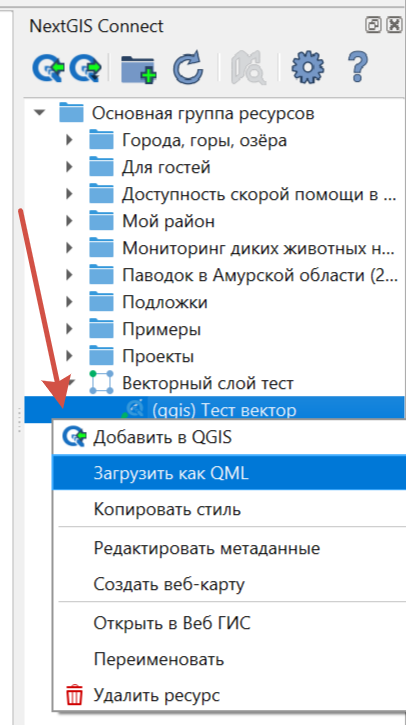 NextGIS Connect
?
Основная группа ресурсов
Города, горы, озёра
Для гостей
Доступность скорой помощи в ...
Мой район
Мониторинг диких животных н...
Паводок в Амурской области (2...
Подложки
Примеры
Проекты
Векторный слой тест
(qgis) Тест вектор
Добавить в QGIS
Загрузить как QML
Копировать стиль
Редактировать метаданные
Создать веб-карту
Открыть в Веб ГИС
Переименовать
Удалить ресурс